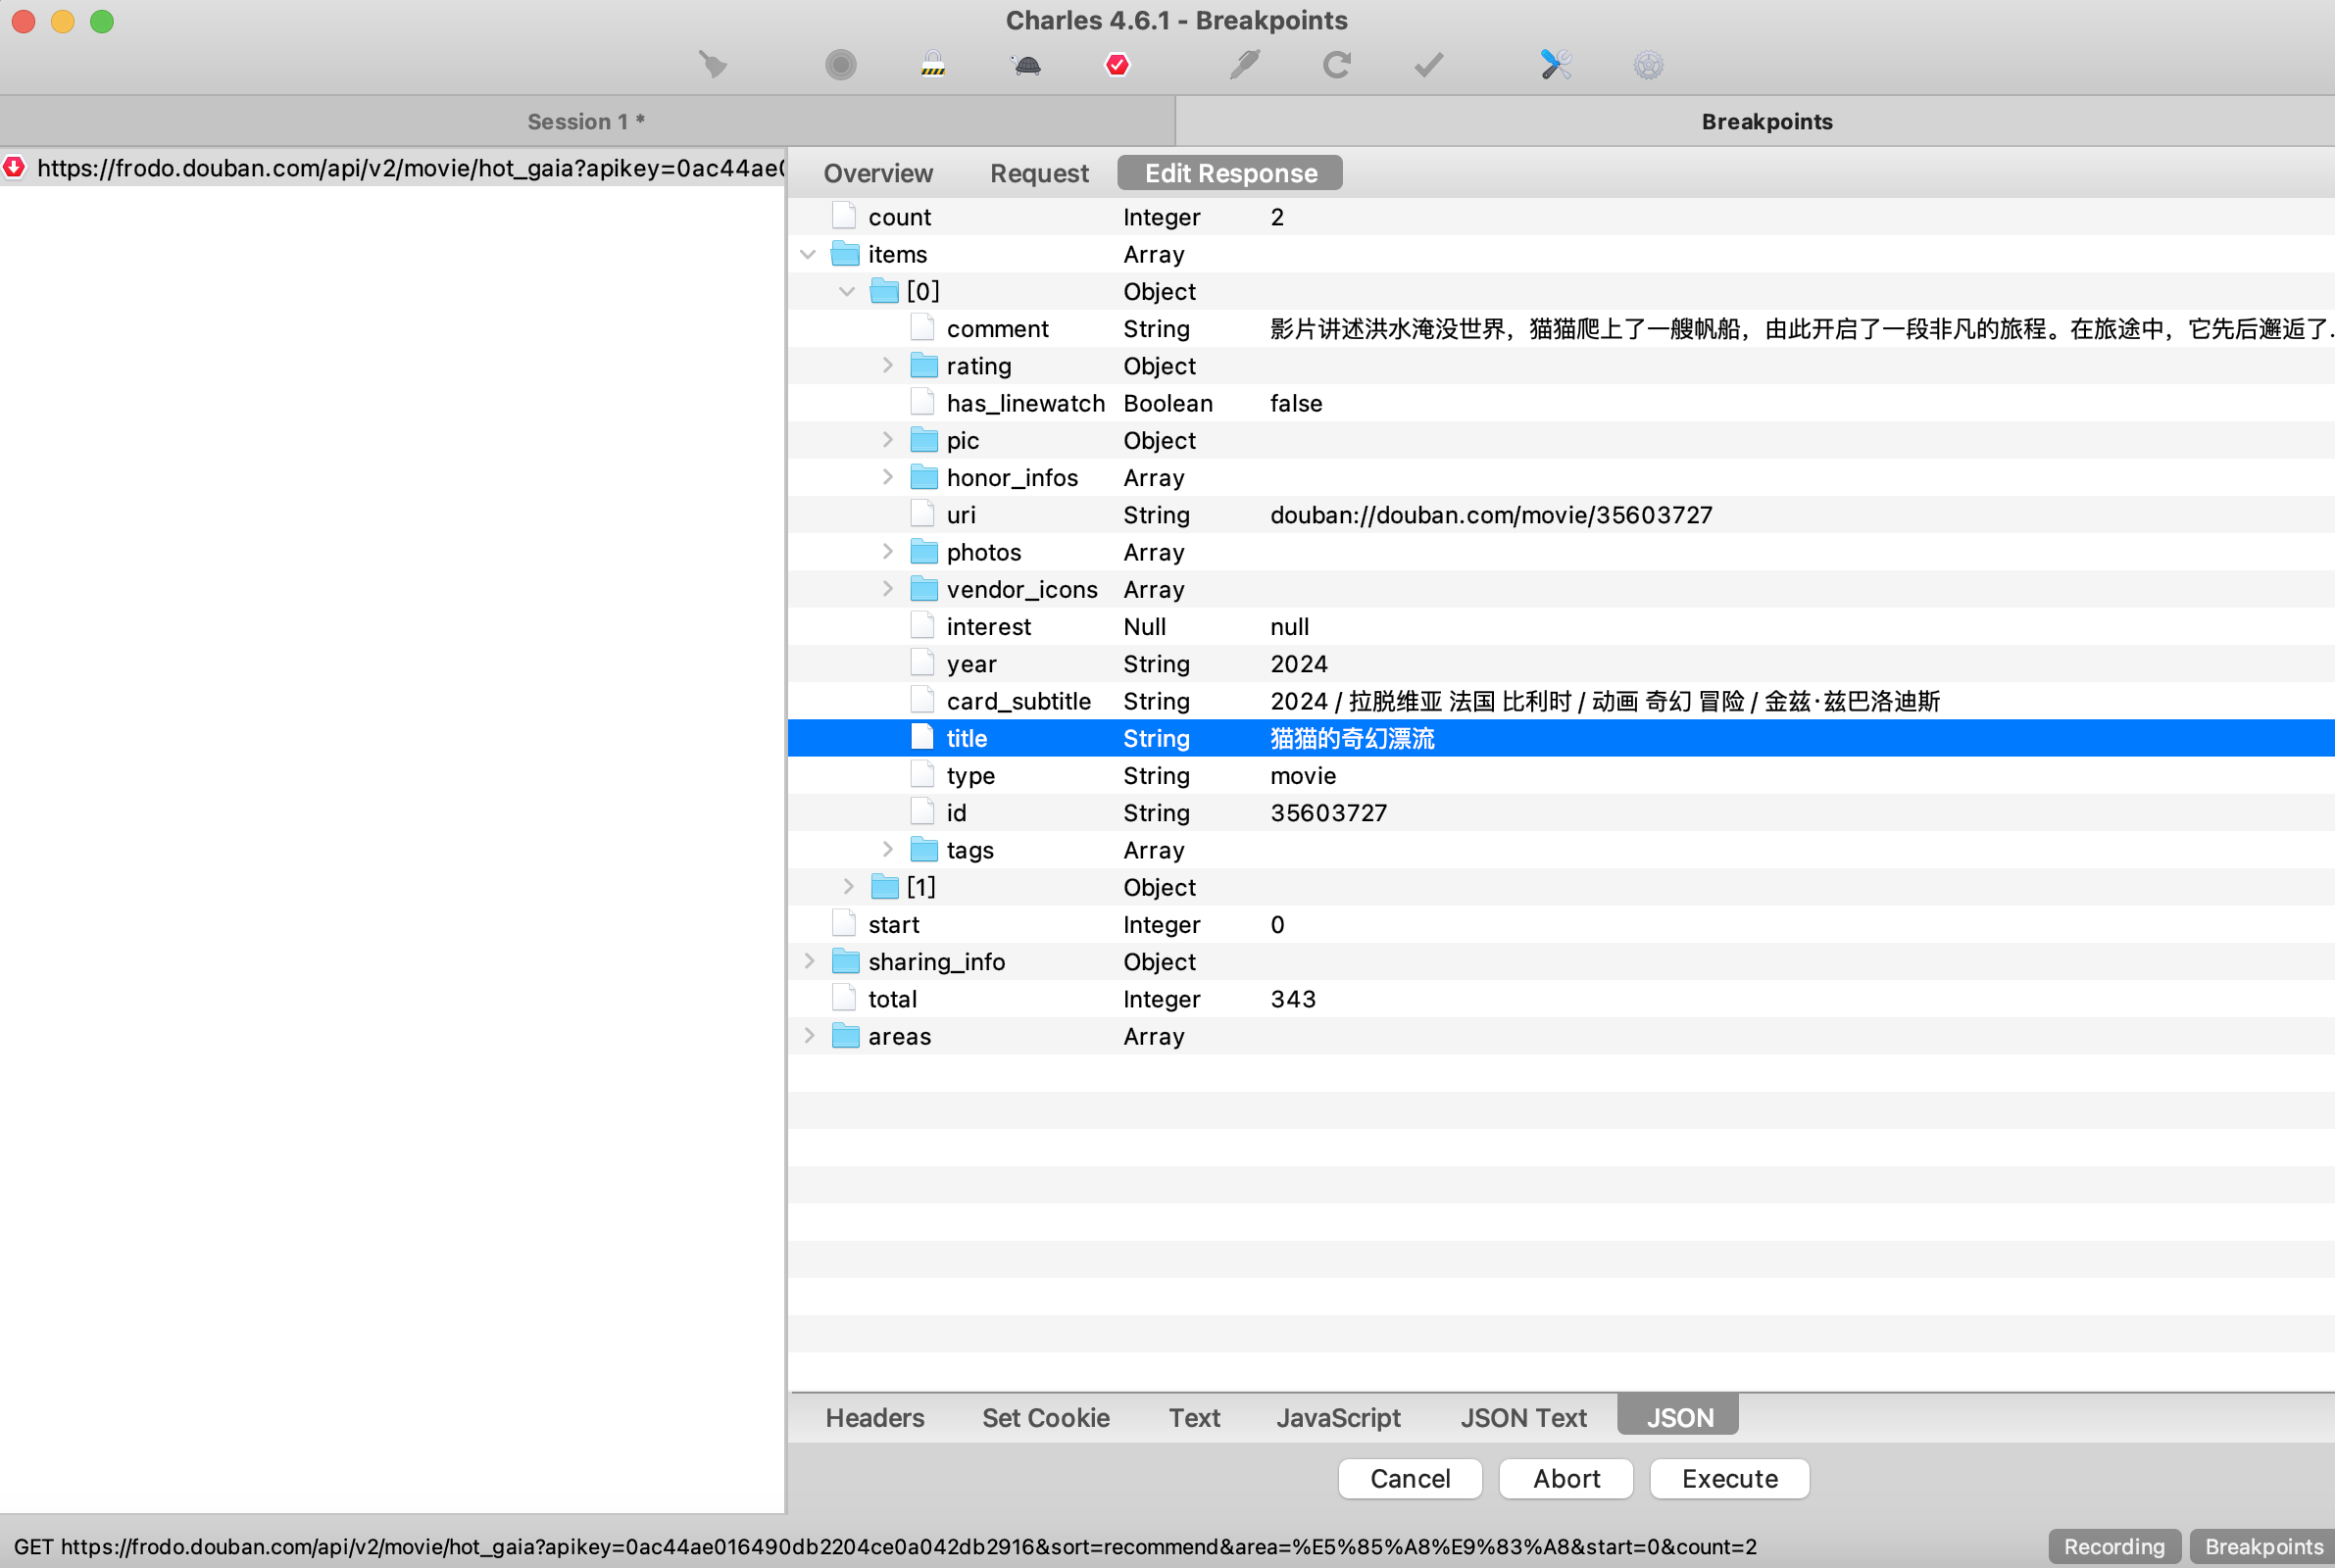 Charles 4.6.1 - Breakpoints
Session 1 *
Breakpoints
https://frodo.douban.com/api/v2/movie/hot_gaia?apikey=0ac44ae0
Overview Request Edit Response
count Integer 2
items Array
[0] Object
comment String 影片讲述洪水淹没世界，猫猫爬上了一艘帆船，由此开启了一段非凡的旅程。在旅途中，它先后邂逅了.
rating Object
has_linewatch Boolean false
pic Object
honor_infos Array
uri String douban://douban.com/movie/35603727
photos Array
vendor_icons Array
interest Null null
year String 2024
card_subtitle String 2024 / 拉脱维亚 法国 比利时 / 动画 奇幻 冒险 / 金兹·兹巴洛迪斯
title String 猫猫的奇幻漂流
type String movie
id String 35603727
tags Array
[1] Object
start Integer 0
sharing_info Object
total Integer 343
areas Array
Headers Set Cookie Text JavaScript JSON Text JSON
Cancel Abort Execute
GET https://frodo.douban.com/api/v2/movie/hot_gaia?apikey=0ac44ae016490db2204ce0a042db2916&sort=recommend&area=%E5%85%A8%E9%83%A8&start=0&count=2
Recording Breakpoints